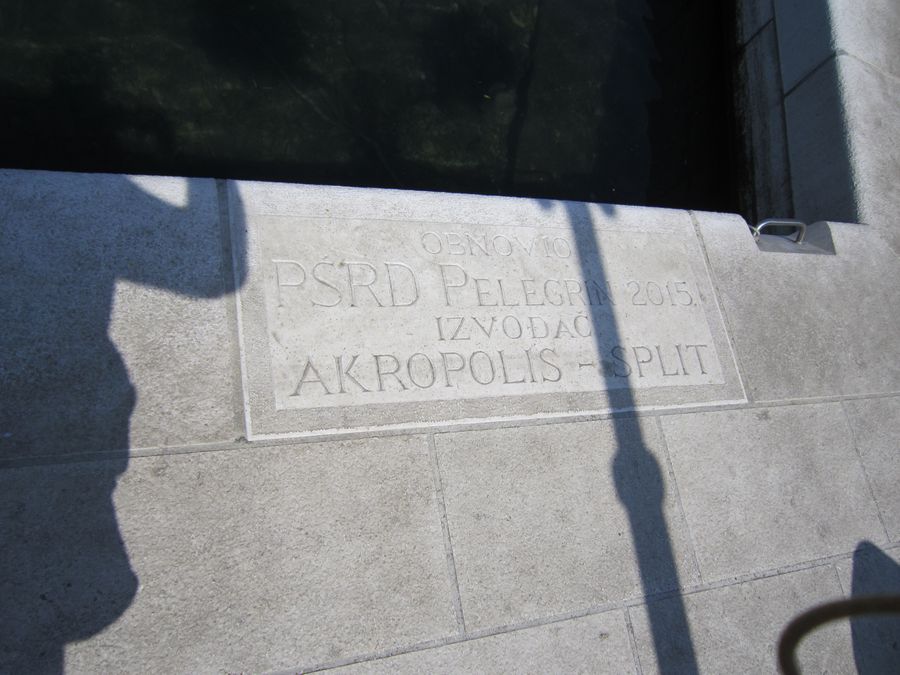 OBNOVIO
PŠRD PELEGRIN 2015.
IZVOĐAČ
AKROPOLIS - SPLIT